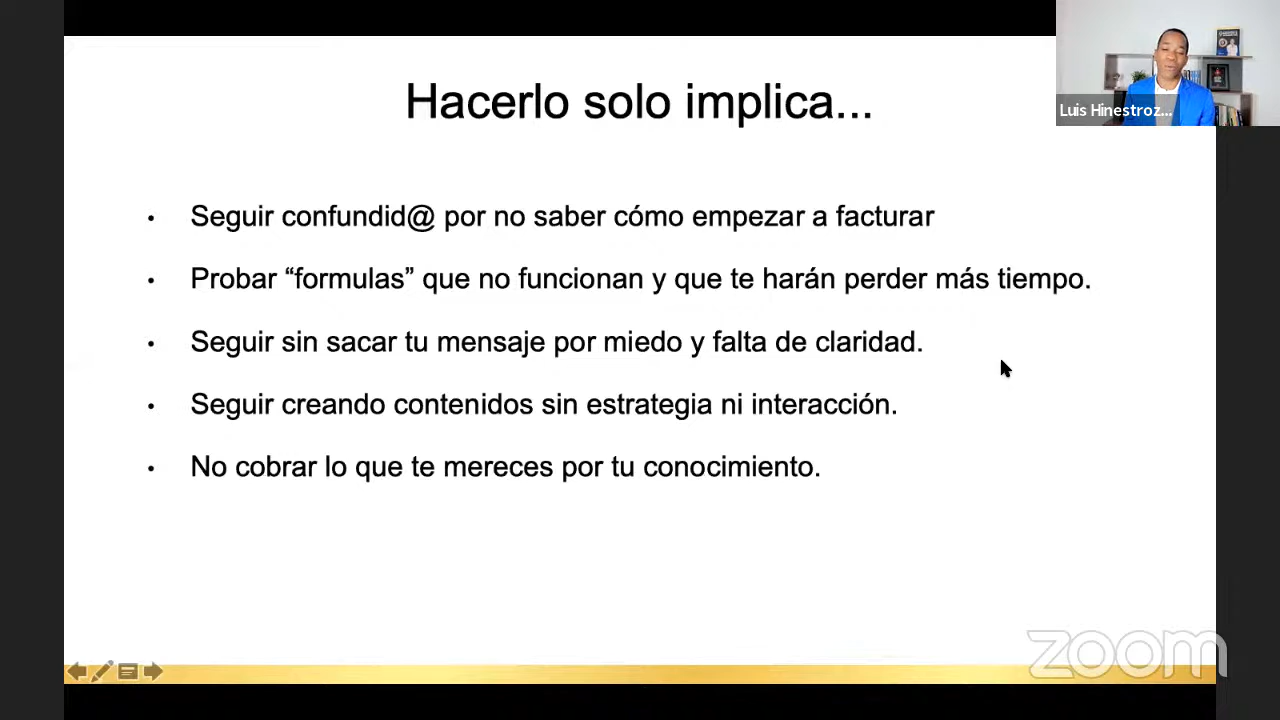 Hacerlo solo implica...
Luis Hinestroz...
• Seguir confundid@ por no saber cómo empezar a facturar
• Probar “formulas” que no funcionan y que te harán perder más tiempo.
• Seguir sin sacar tu mensaje por miedo y falta de claridad.
• Seguir creando contenidos sin estrategia ni interacción.
• No cobrar lo que te mereces por tu conocimiento.
zoom